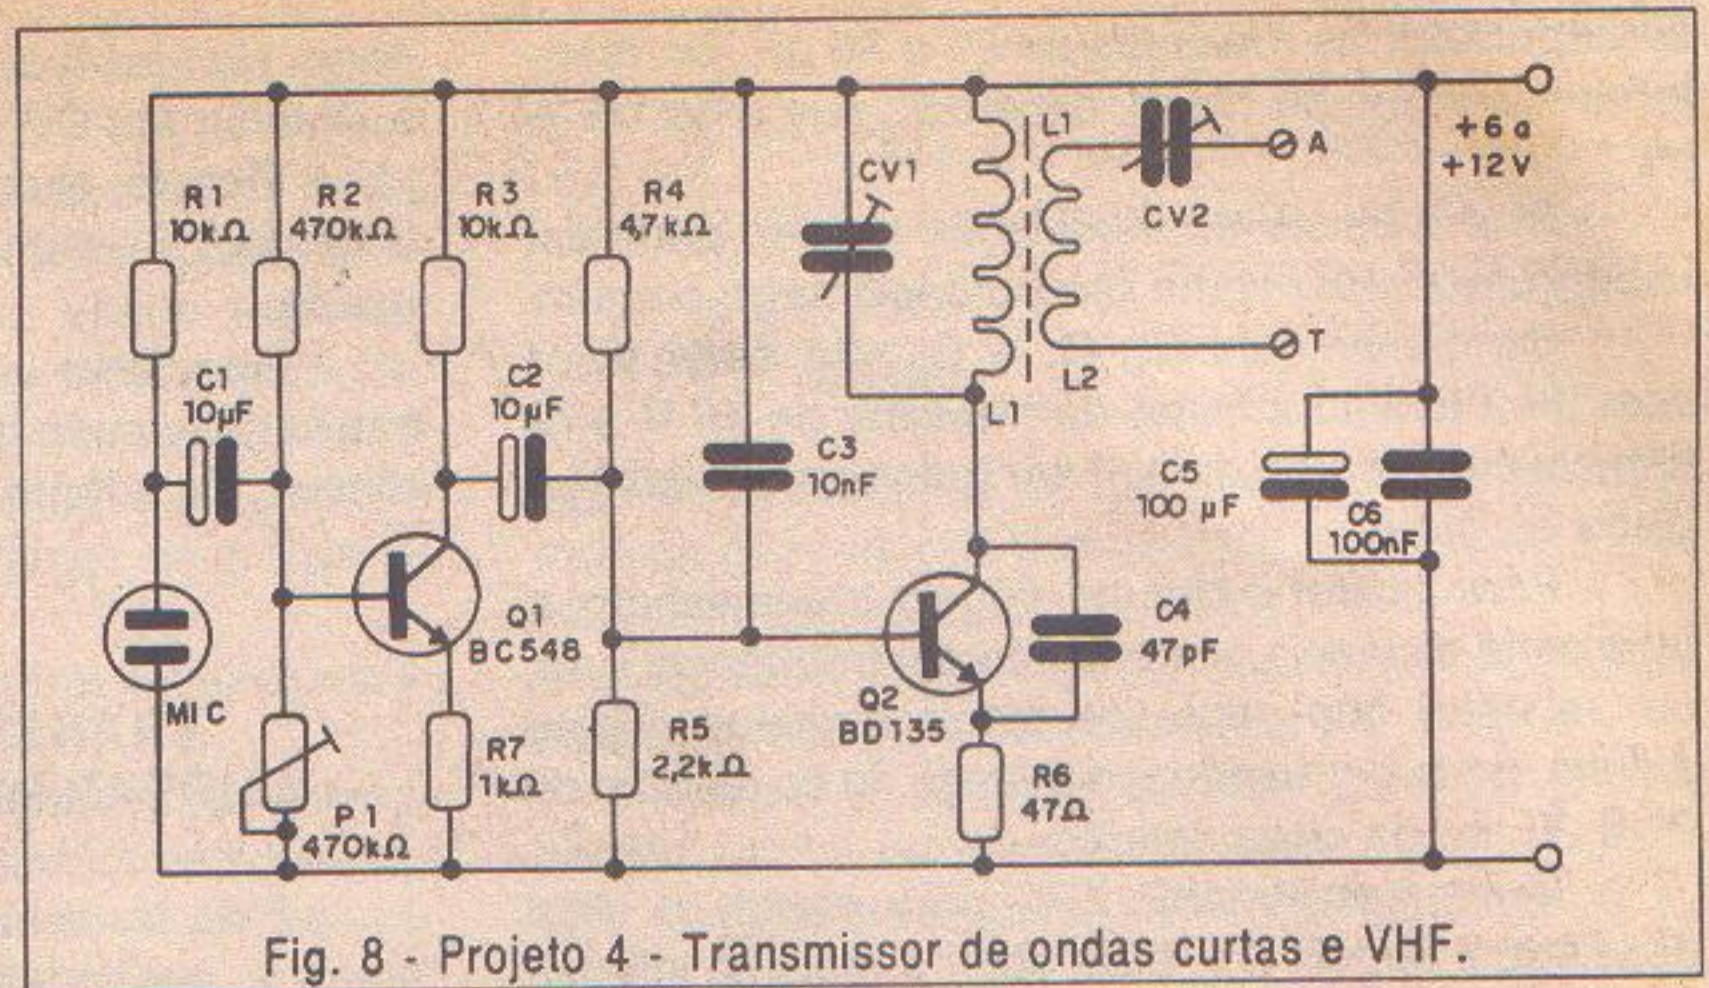 R1
10kΩ
R2
470kΩ
R3
10kΩ
R4
4,7kΩ
CV1
L1
CV2
A
+6 a
+12V
T
L2
L1
C1
10µF
C2
10µF
C3
10nF
C5
100 µF
C6
100nF
MIC
Q1
BC548
Q2
BD135
C4
47pF
P1
470kΩ
R7
1kΩ
R5
2,2kΩ
R6
47Ω
Fig. 8 - Projeto 4 - Transmissor de ondas curtas e VHF.